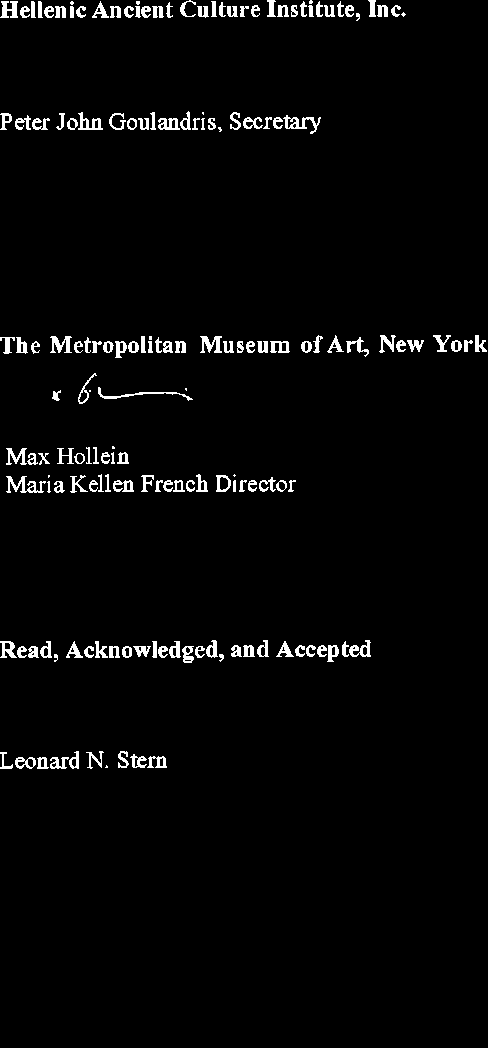 Hellenic Ancient Culture Institute, Inc.
Peter John Goulandris, Secretary
The Metropolitan Museum of Art, New York
Max Hollein
Maria Kellen French Director
Read, Acknowledged, and Accepted
Leonard N. Stern